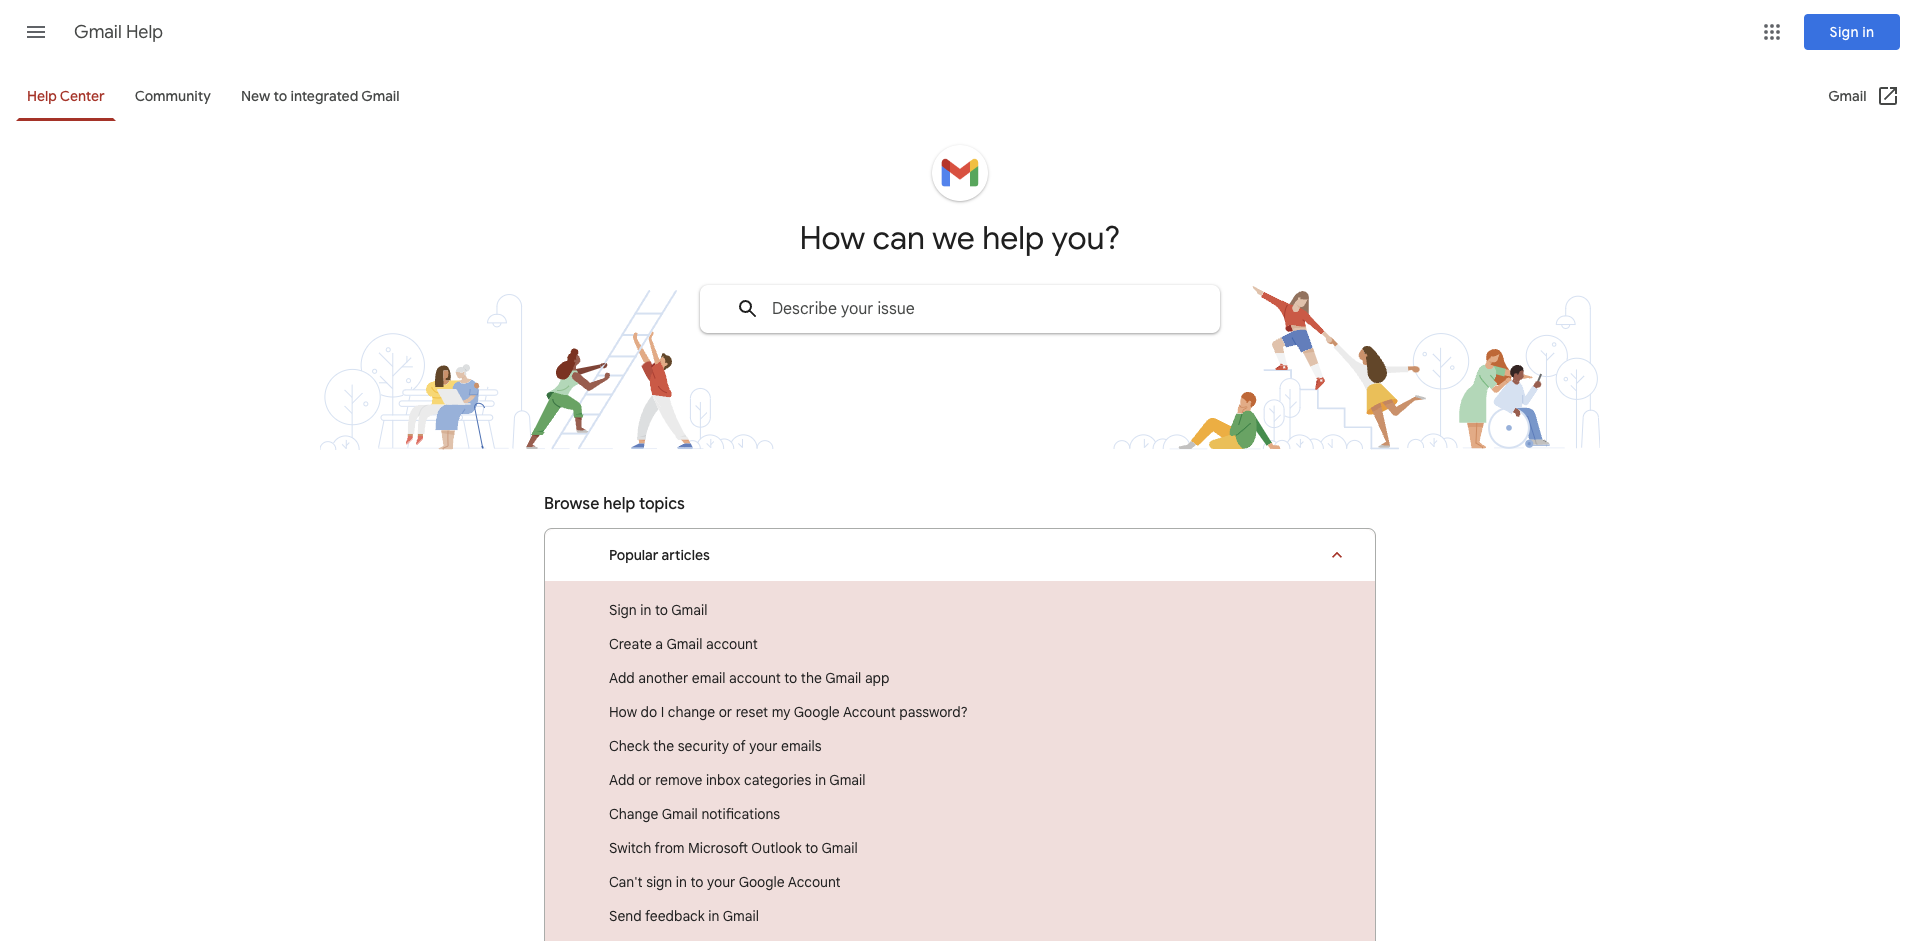 Gmail Help
Sign in
Help Center
Community
New to integrated Gmail
Gmail
How can we help you?
Describe your issue
Browse help topics
Popular articles
Sign in to Gmail
Create a Gmail account
Add another email account to the Gmail app
How do I change or reset my Google Account password?
Check the security of your emails
Add or remove inbox categories in Gmail
Change Gmail notifications
Switch from Microsoft Outlook to Gmail
Can't sign in to your Google Account
Send feedback in Gmail